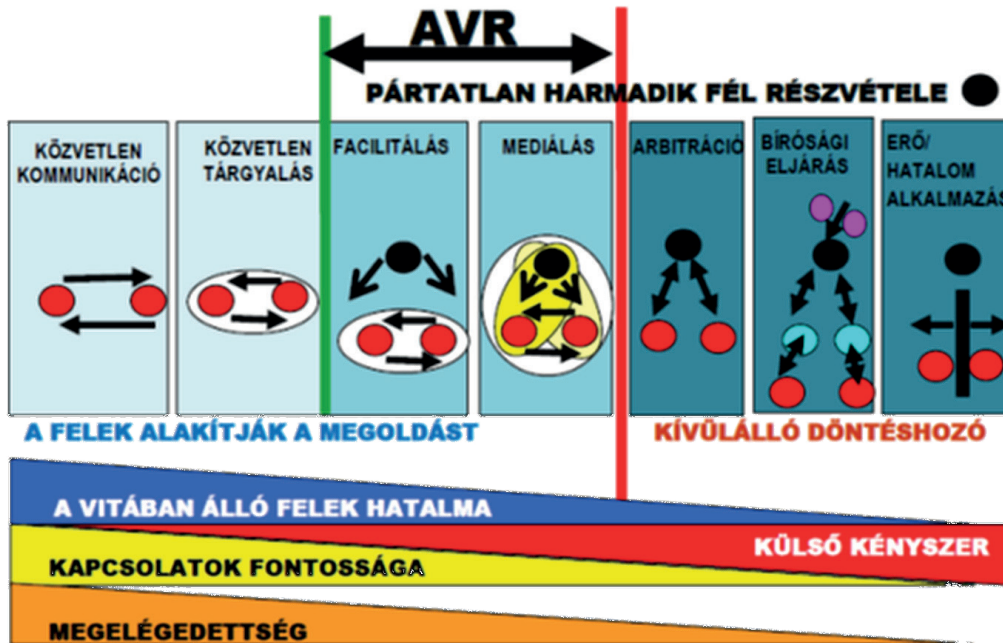 AVR
PÁRTATLAN HARMADIK FÉL RÉSZVÉTELE
KÖZVETLEN
KOMMUNIKÁCIÓ
KÖZVETLEN
TÁRGYALÁS
FACILITÁLÁS
MEDIÁLÁS
ARBITRÁCIÓ
BÍRÓSÁGI
ELJÁRÁS
ERŐ/
HATALOM
ALKALMAZÁS
A FELEK ALAKÍTJÁK A MEGOLDÁST
KÍVÜLÁLLÓ DÖNTÉSHOZÓ
A VITÁBAN ÁLLÓ FELEK HATALMA
KÜLSŐ KÉNYSZER
KAPCSOLATOK FONTOSSÁGA
MEGELÉGEDETTSÉG